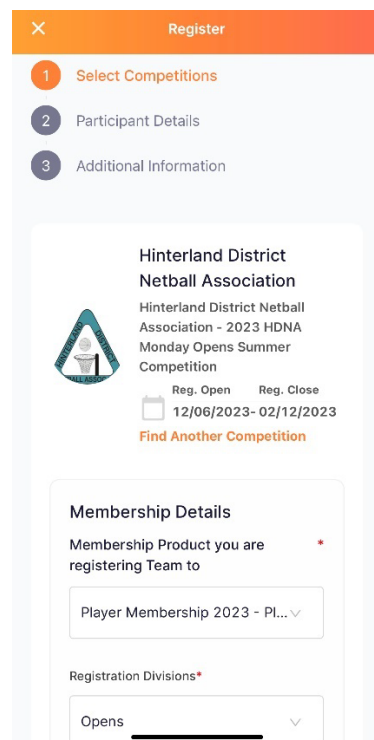 Register
1 Select Competitions
2 Participant Details
3 Additional Information
Hinterland District
Netball Association
Hinterland District Netball
Association - 2023 HDNA
Monday Opens Summer
Competition
HINTERLAND
DISTRICT
Reg. Open Reg. Close
12/06/2023- 02/12/2023
Find Another Competition
Membership Details
Membership Product you are *
registering Team to
Player Membership 2023 - Pl...
Registration Divisions*
Opens